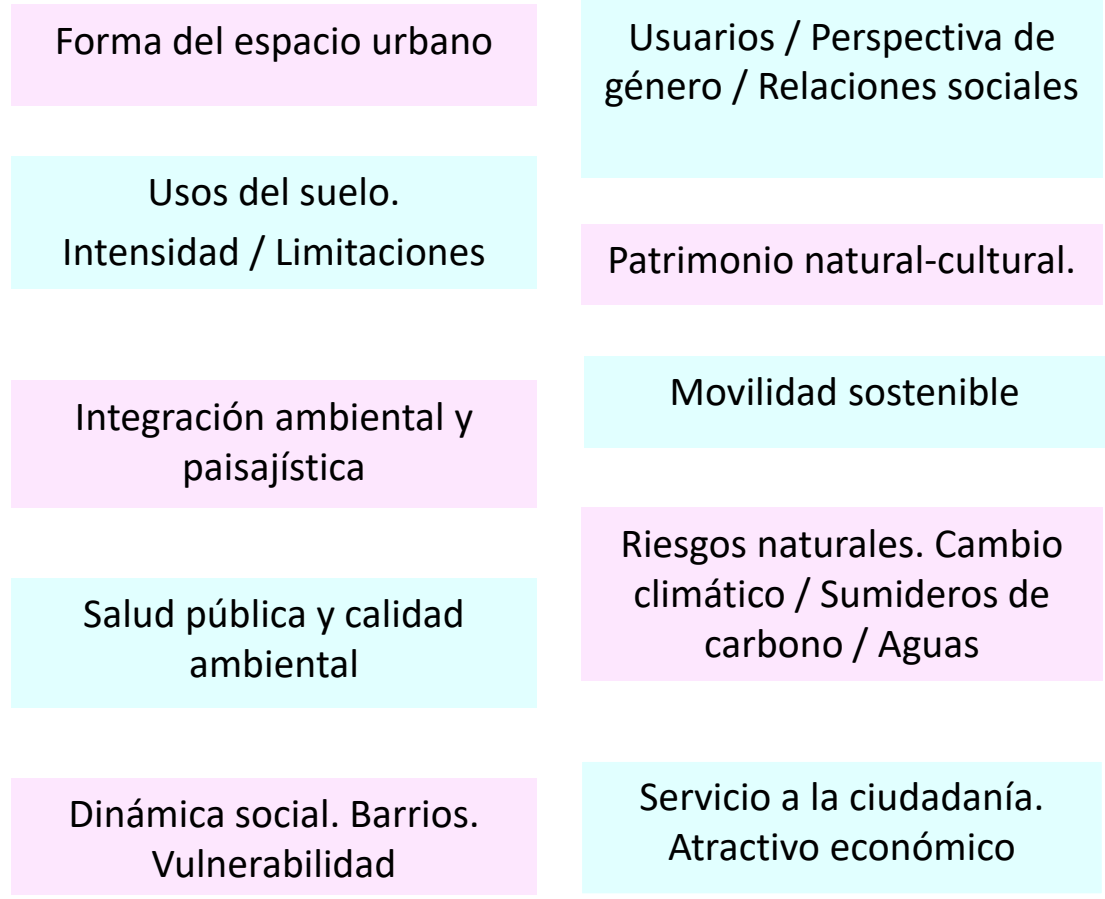 Forma del espacio urbano
Usos del suelo.
Intensidad / Limitaciones
Integración ambiental y
paisajística
Salud pública y calidad
ambiental
Dinámica social. Barrios.
Vulnerabilidad
Usuarios / Perspectiva de
género / Relaciones sociales
Patrimonio natural-cultural.
Movilidad sostenible
Riesgos naturales. Cambio
climático / Sumideros de
carbono / Aguas
Servicio a la ciudadanía.
Atractivo económico